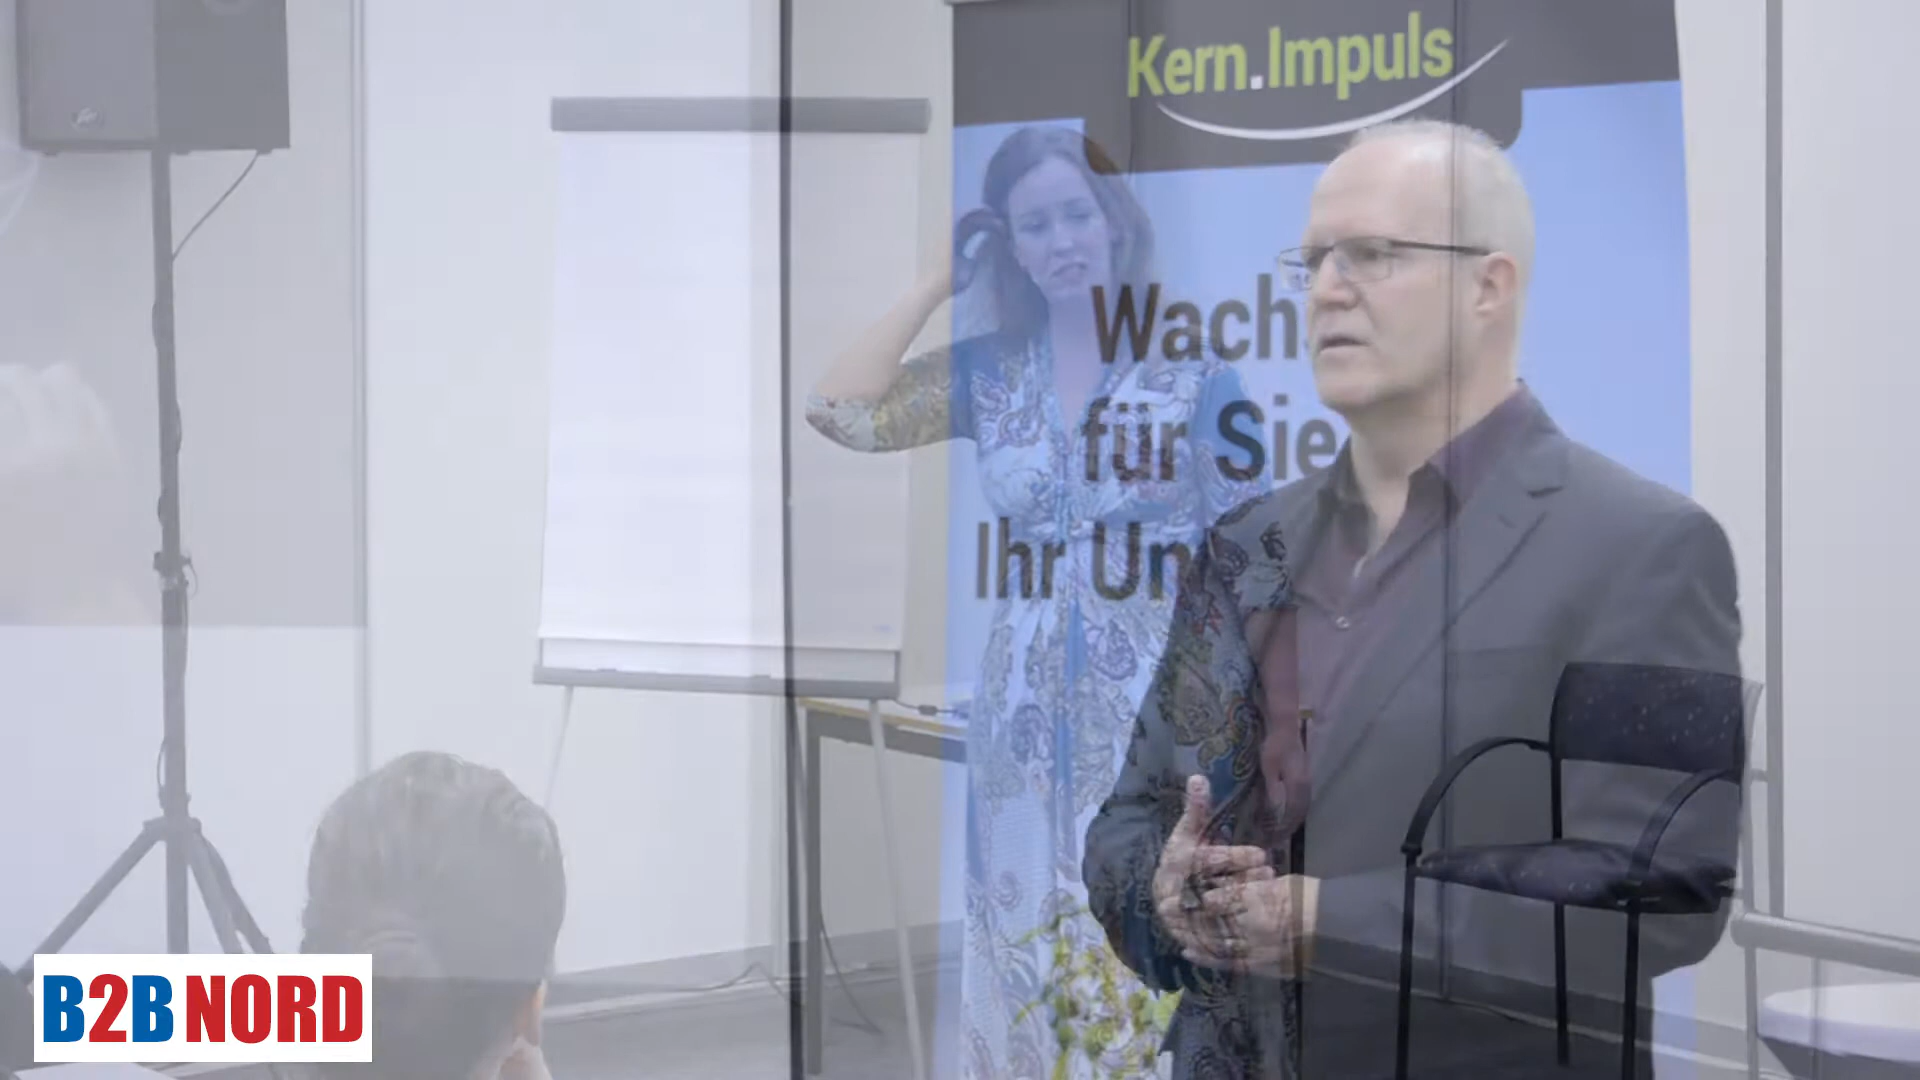 Kern.Impuls
Wach
für Sie
Ihr Un
B2B NORD